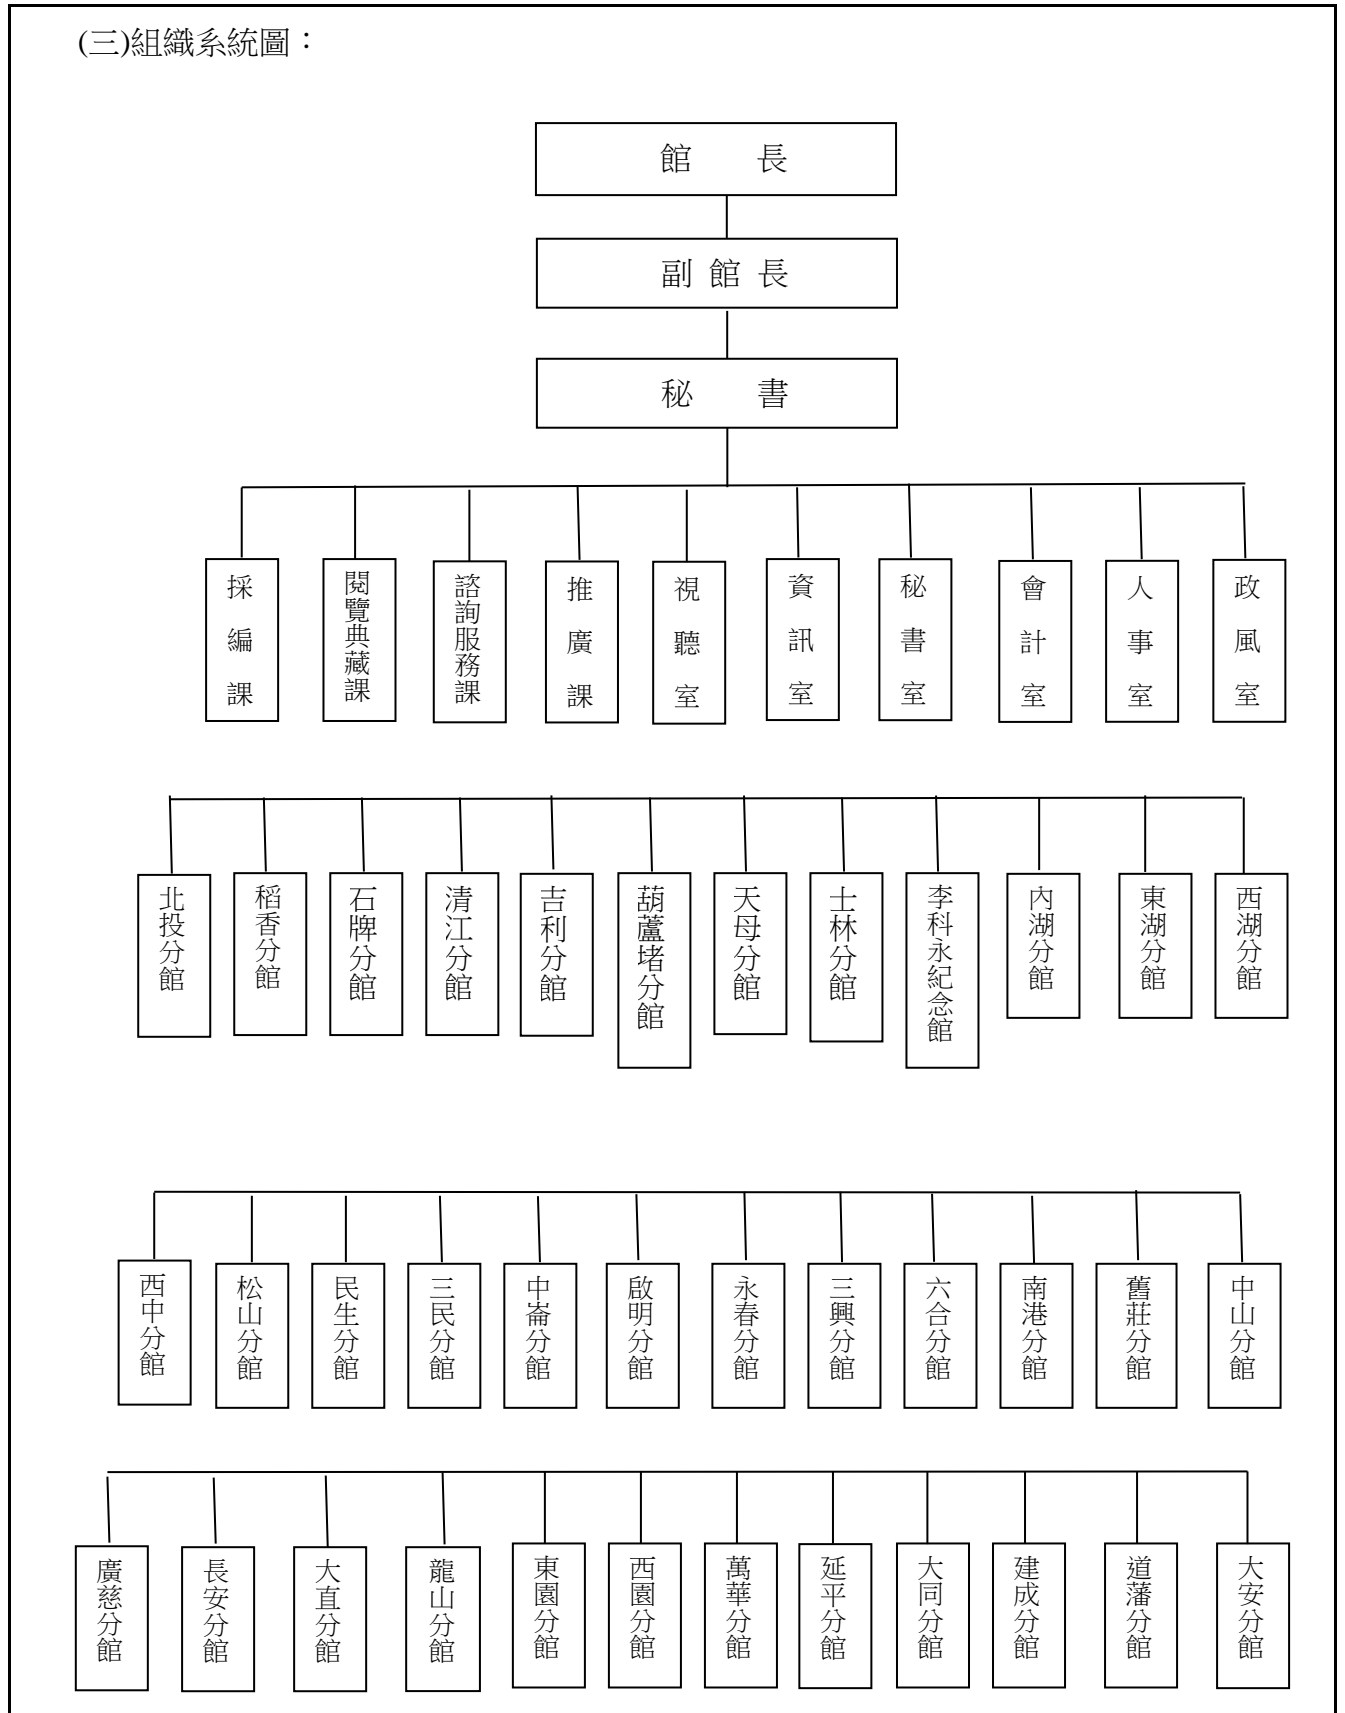 (三)組織系統圖：
館　　長
副 館 長
秘　　書
採編課
閱覽典藏課
諮詢服務課
推廣課
視聽室
資訊室
秘書室
會計室
人事室
政風室
北投分館
稻香分館
石牌分館
清江分館
吉利分館
葫蘆堵分館
天母分館
士林分館
李科永紀念館
內湖分館
東湖分館
西湖分館
西中分館
松山分館
民生分館
三民分館
中崙分館
啟明分館
永春分館
三興分館
六合分館
南港分館
舊莊分館
中山分館
廣慈分館
長安分館
大直分館
龍山分館
東園分館
西園分館
萬華分館
延平分館
大同分館
建成分館
道藩分館
大安分館